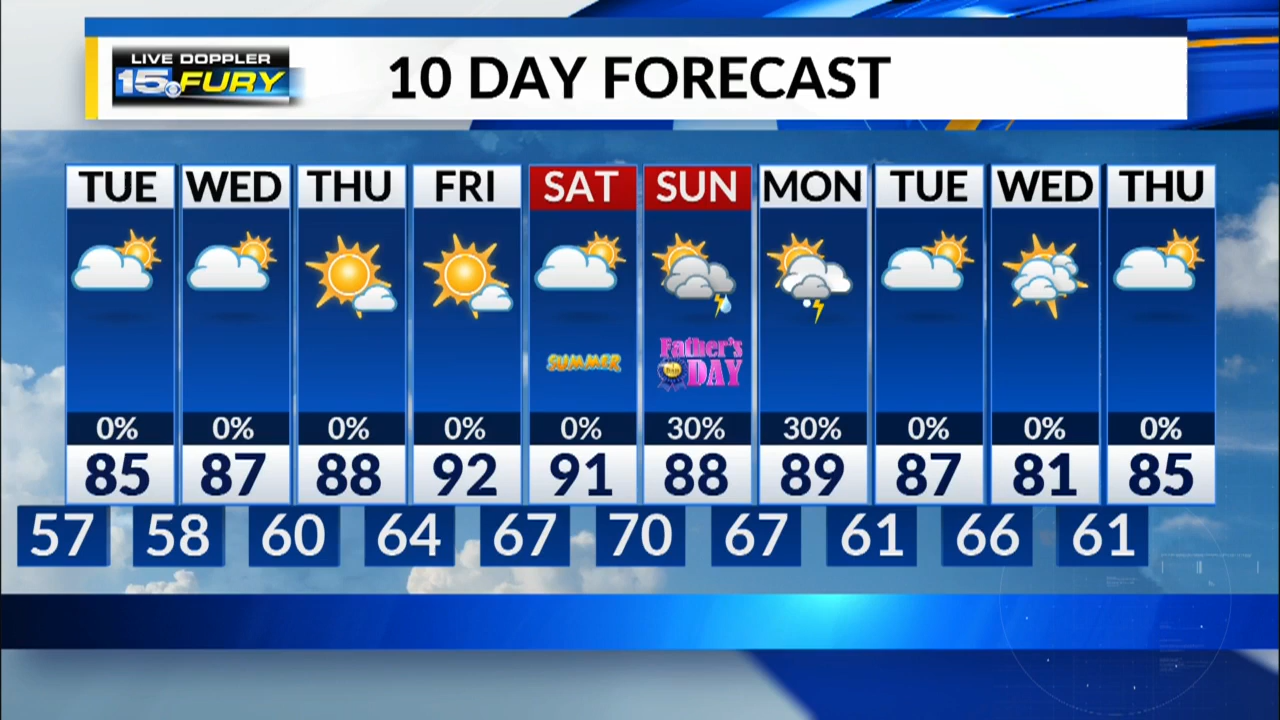 LIVE DOPPLER
15 FURY
10 DAY FORECAST
TUE WED THU FRI SAT SUN MON TUE WED THU
SUMMER
Father's
DAY
0% 0% 0% 0% 0% 30% 30% 0% 0% 0%
85 87 88 92 91 88 89 87 81 85
57 58 60 64 67 70 67 61 66 61